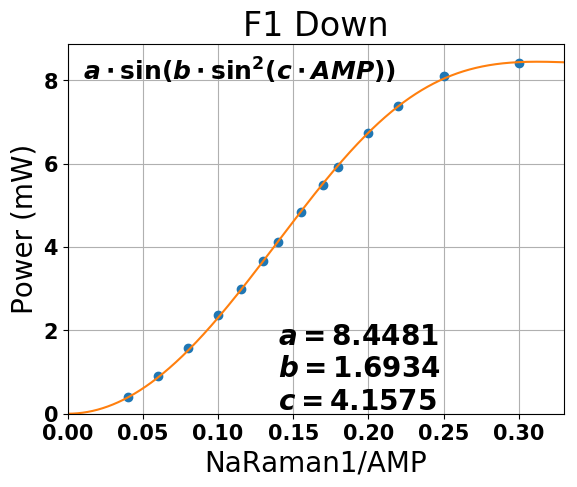 F1 Down
a · sin(b · sin²(c · AMP))
Power (mW)
8
6
4
2
0
a = 8.4481
b = 1.6934
c = 4.1575
0.00 0.05 0.10 0.15 0.20 0.25 0.30
NaRaman1/AMP